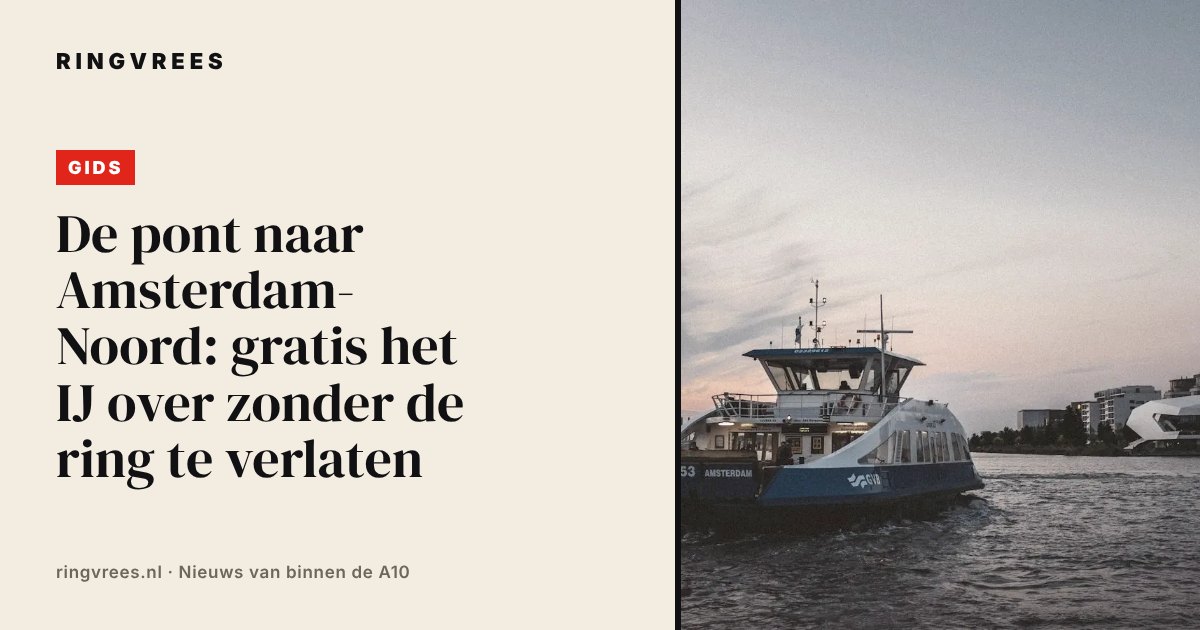 RINGVREES
GIDS
De pont naar
Amsterdam-
Noord: gratis het
IJ over zonder de
ring te verlaten
ringvrees.nl · Nieuws van binnen de A10
53 AMSTERDAM
GVB